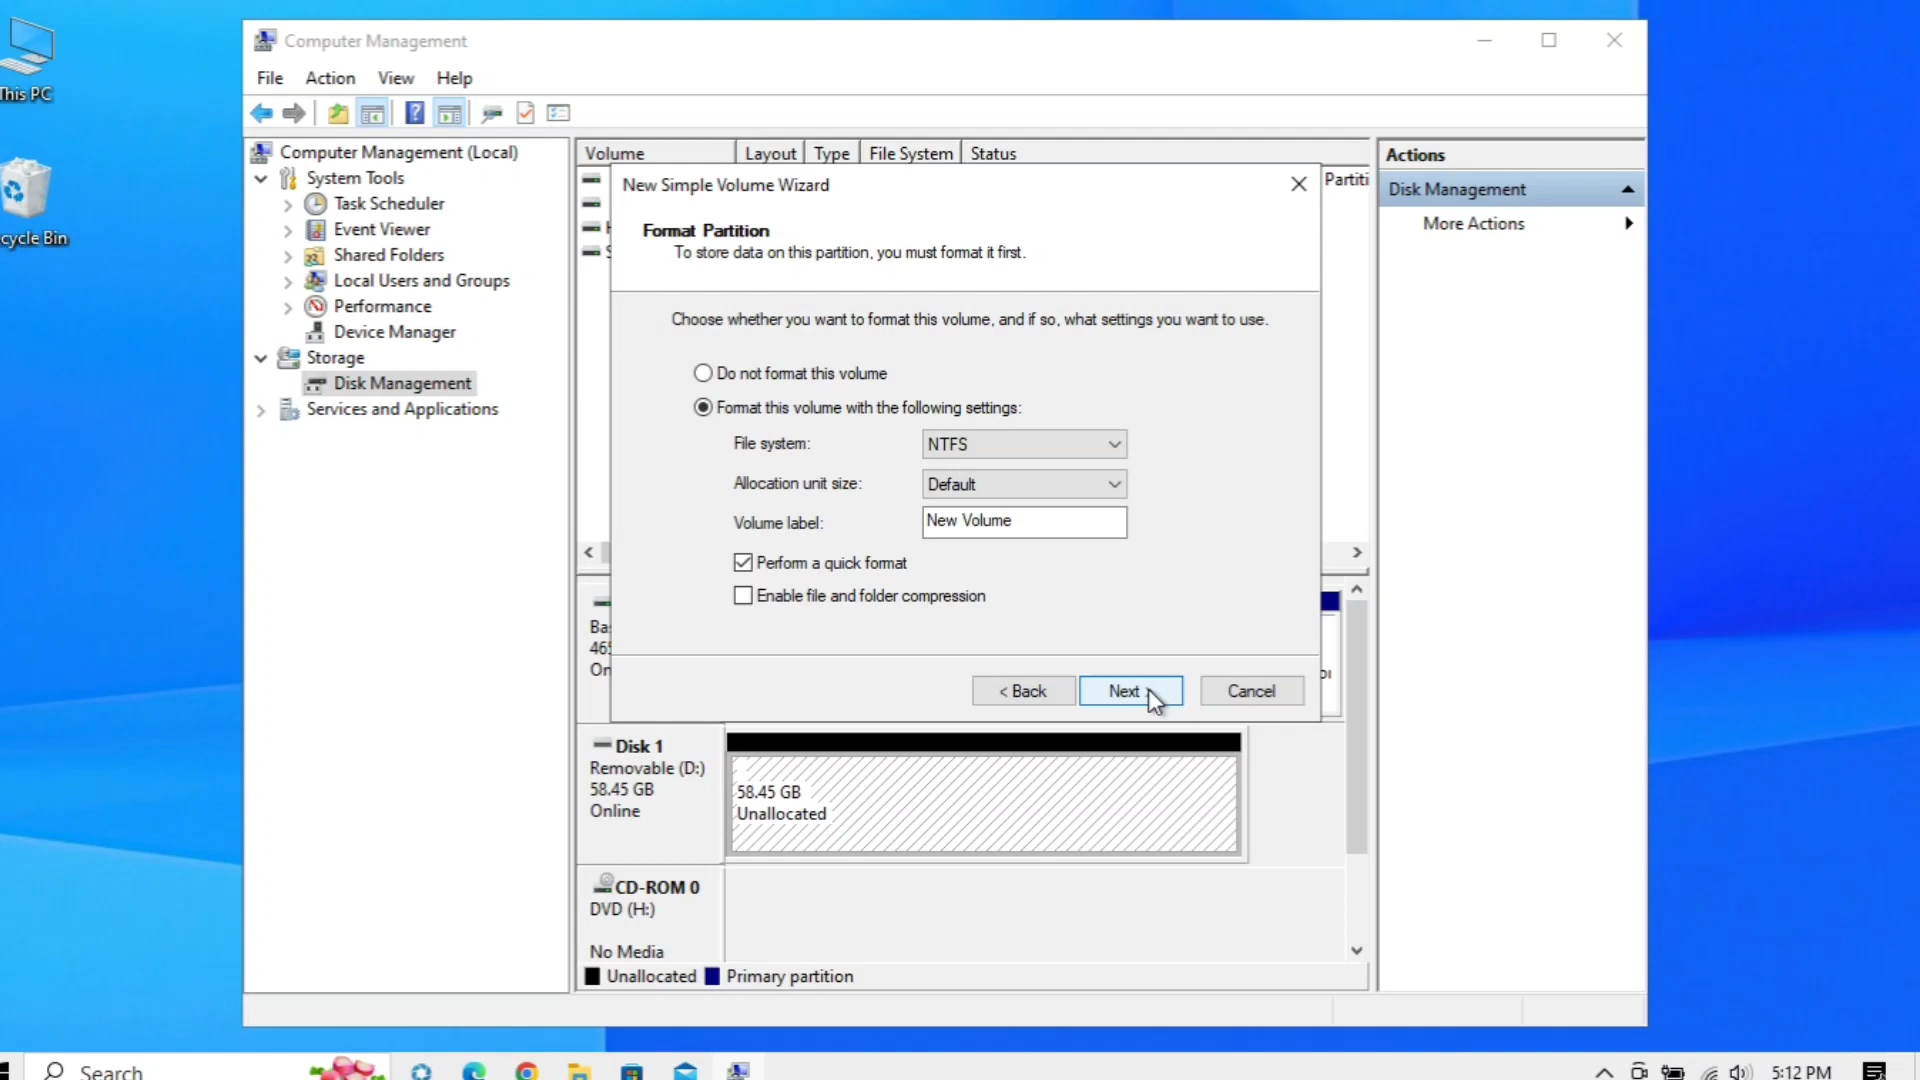 This PC
cycle Bin
Computer Management
File Action View Help
Computer Management (Local)
System Tools
Task Scheduler
Event Viewer
Shared Folders
Local Users and Groups
Performance
Device Manager
Storage
Disk Management
Services and Applications
Volume Layout Type File System Status
Partiti
New Simple Volume Wizard
Format Partition
To store data on this partition, you must format it first.
Choose whether you want to format this volume, and if so, what settings you want to use.
Do not format this volume
Format this volume with the following settings:
File system: NTFS
Allocation unit size: Default
Volume label: New Volume
Perform a quick format
Enable file and folder compression
< Back Next Cancel
Ba
465
On
Disk 1
Removable (D:)
58.45 GB
Online
58.45 GB
Unallocated
CD-ROM 0
DVD (H:)
No Media
Unallocated Primary partition
Actions
Disk Management
More Actions
Search
5:12 PM